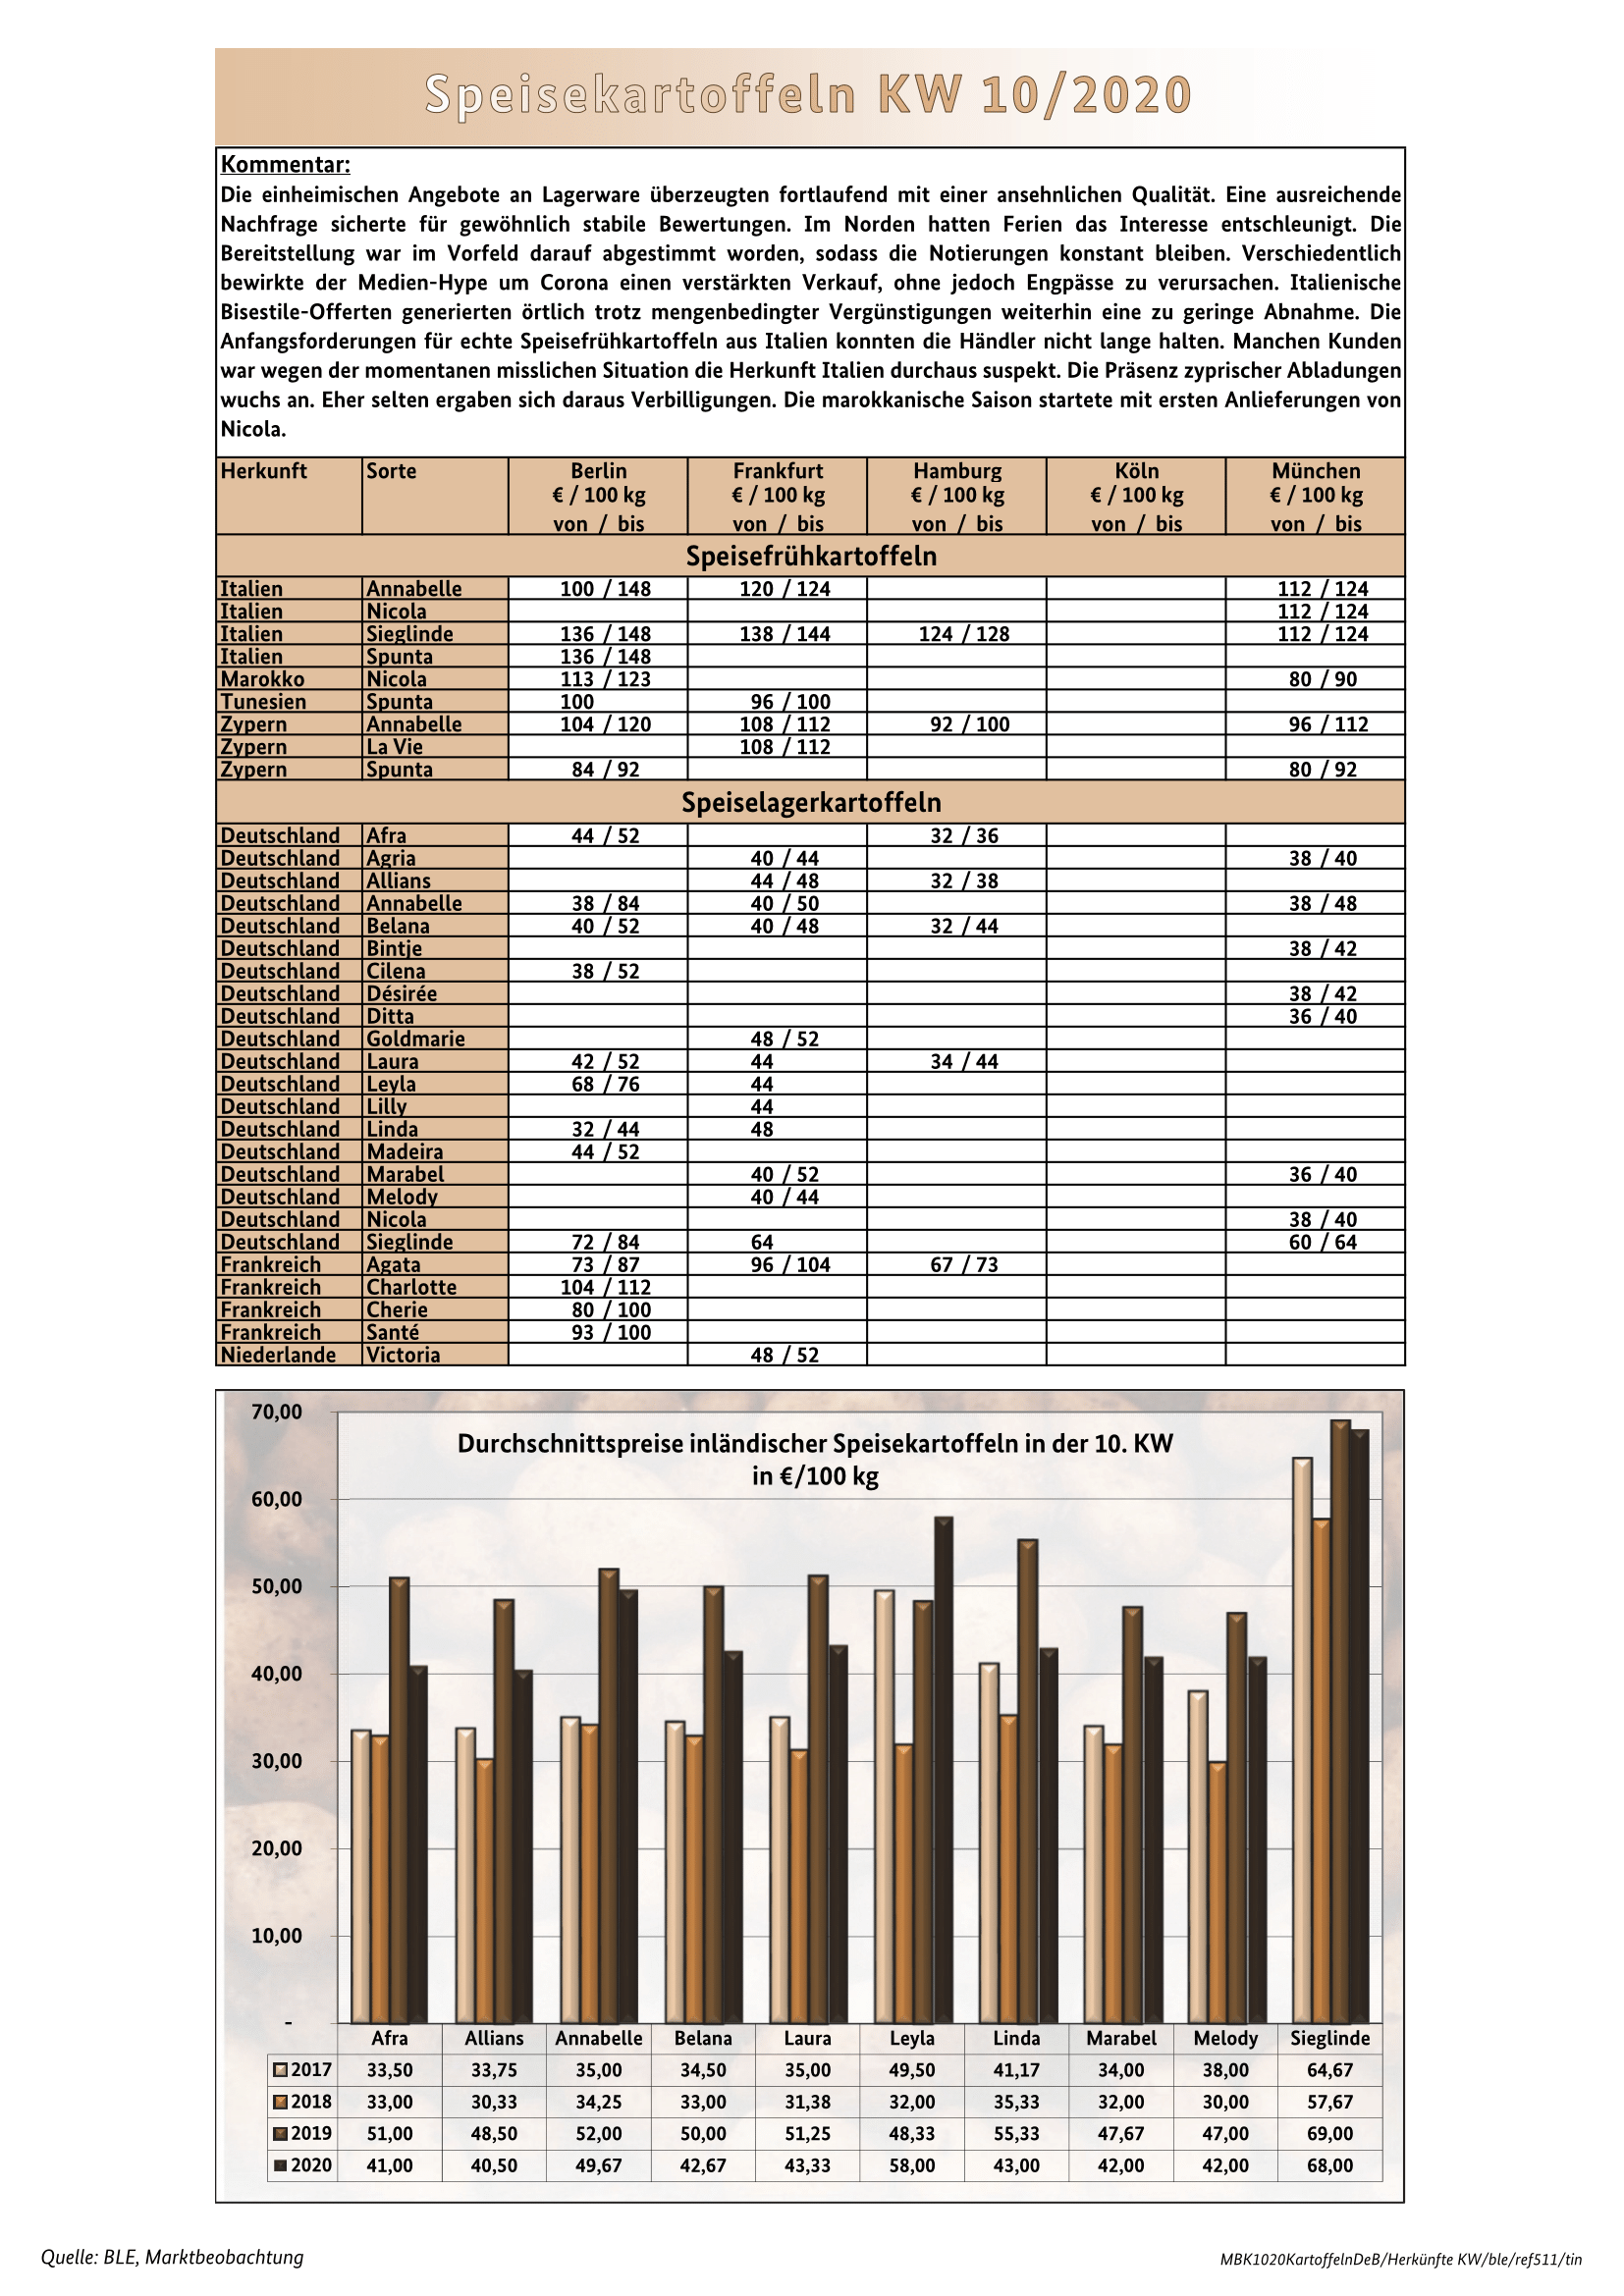 Speisekartoffeln KW 10/2020
Kommentar:
Die einheimischen Angebote an Lagerware überzeugten fortlaufend mit einer ansehnlichen Qualität. Eine ausreichende
Nachfrage sicherte für gewöhnlich stabile Bewertungen. Im Norden hatten Ferien das Interesse entschleunigt. Die
Bereitstellung war im Vorfeld darauf abgestimmt worden, sodass die Notierungen konstant bleiben. Verschiedentlich
bewirkte der Medien-Hype um Corona einen verstärkten Verkauf, ohne jedoch Engpässe zu verursachen. Italienische
Bisestile-Offerten generierten örtlich trotz mengenbedingter Vergünstigungen weiterhin eine zu geringe Abnahme. Die
Anfangsforderungen für echte Speisefrühkartoffeln aus Italien konnten die Händler nicht lange halten. Manchen Kunden
war wegen der momentanen misslichen Situation die Herkunft Italien durchaus suspekt. Die Präsenz zyprischer Abladungen
wuchs an. Eher selten ergaben sich daraus Verbilligungen. Die marokkanische Saison startete mit ersten Anlieferungen von
Nicola.
Herkunft Sorte Berlin Frankfurt Hamburg Köln München
€ / 100 kg € / 100 kg € / 100 kg € / 100 kg € / 100 kg
von / bis von / bis von / bis von / bis von / bis
Speisefrühkartoffeln
Italien Annabelle 100 / 148 120 / 124 112 / 124
Italien Nicola 112 / 124
Italien Sieglinde 136 / 148 138 / 144 124 / 128 112 / 124
Italien Spunta 136 / 148
Marokko Nicola 113 / 123 80 / 90
Tunesien Spunta 100 96 / 100
Zypern Annabelle 104 / 120 108 / 112 92 / 100 96 / 112
Zypern La Vie 108 / 112
Zypern Spunta 84 / 92 80 / 92
Speiselagerkartoffeln
Deutschland Afra 44 / 52 32 / 36
Deutschland Agria 40 / 44 38 / 40
Deutschland Allians 44 / 48 32 / 38
Deutschland Annabelle 38 / 84 40 / 50 38 / 48
Deutschland Belana 40 / 52 40 / 48 32 / 44
Deutschland Bintje 38 / 42
Deutschland Cilena 38 / 52
Deutschland Désirée 38 / 42
Deutschland Ditta 36 / 40
Deutschland Goldmarie 48 / 52
Deutschland Laura 42 / 52 44 34 / 44
Deutschland Leyla 68 / 76 44
Deutschland Lilly 44
Deutschland Linda 32 / 44 48
Deutschland Madeira 44 / 52
Deutschland Marabel 40 / 52 36 / 40
Deutschland Melody 40 / 44
Deutschland Nicola 38 / 40
Deutschland Sieglinde 72 / 84 64 60 / 64
Frankreich Agata 73 / 87 96 / 104 67 / 73
Frankreich Charlotte 104 / 112
Frankreich Cherie 80 / 100
Frankreich Santé 93 / 100
Niederlande Victoria 48 / 52
Durchschnittspreise inländischer Speisekartoffeln in der 10. KW
in €/100 kg
70,00
60,00
50,00
40,00
30,00
20,00
10,00
-
Afra Allians Annabelle Belana Laura Leyla Linda Marabel Melody Sieglinde
2017 33,50 33,75 35,00 34,50 35,00 49,50 41,17 34,00 38,00 64,67
2018 33,00 30,33 34,25 33,00 31,38 32,00 35,33 32,00 30,00 57,67
2019 51,00 48,50 52,00 50,00 51,25 48,33 55,33 47,67 47,00 69,00
2020 41,00 40,50 49,67 42,67 43,33 58,00 43,00 42,00 42,00 68,00
Quelle: BLE, Marktbeobachtung
MBK1020KartoffelnDeB/Herkünfte KW/ble/ref511/tin